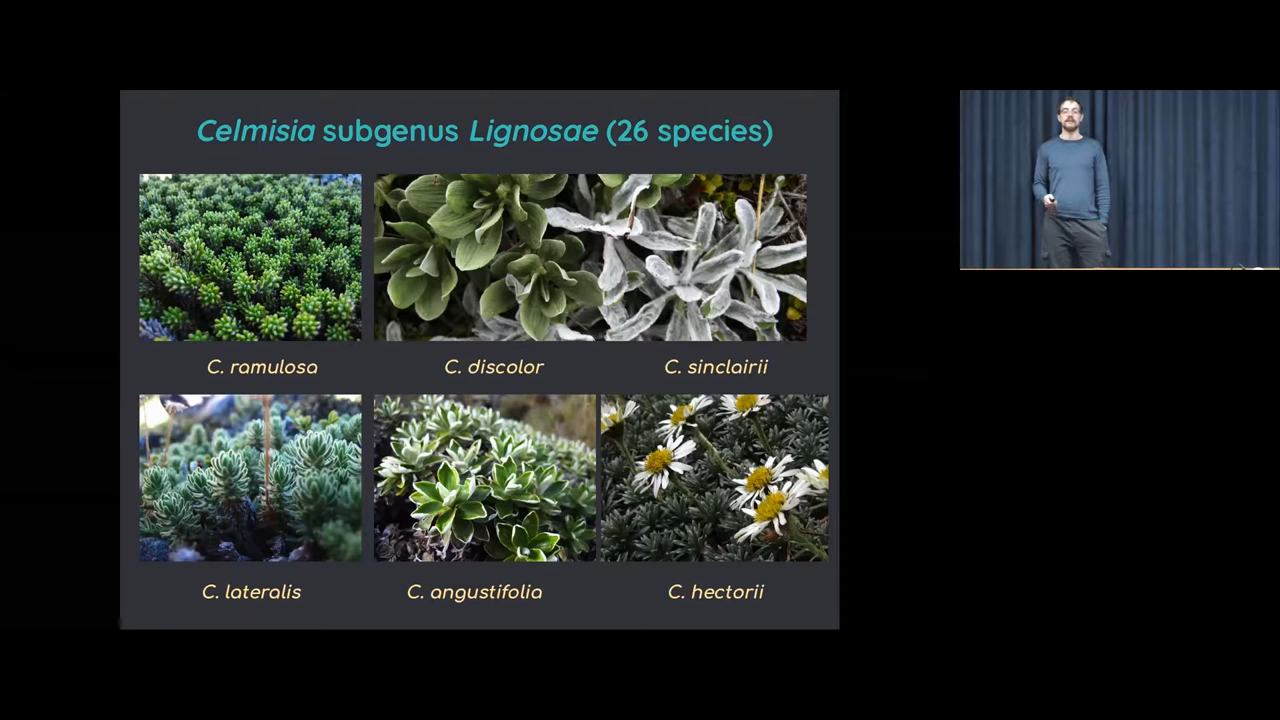 Celmisia subgenus Lignosae (26 species)
C. ramulosa
C. discolor
C. sinclairii
C. lateralis
C. angustifolia
C. hectorii